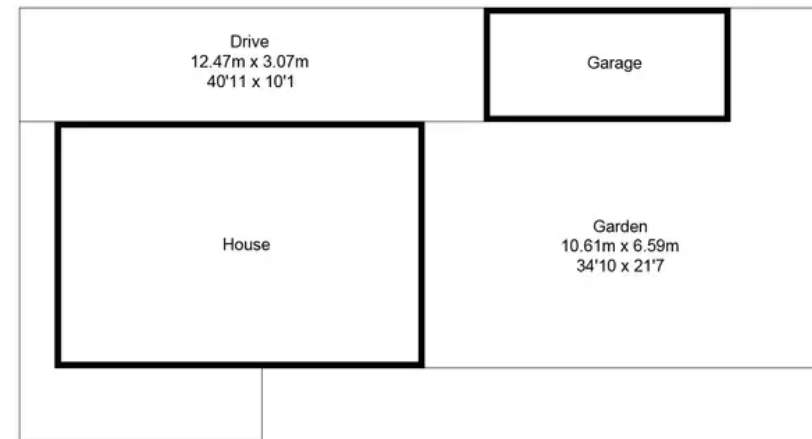 Drive
12.47m x 3.07m
40'11 x 10'1
Garage
House
Garden
10.61m x 6.59m
34'10 x 21'7